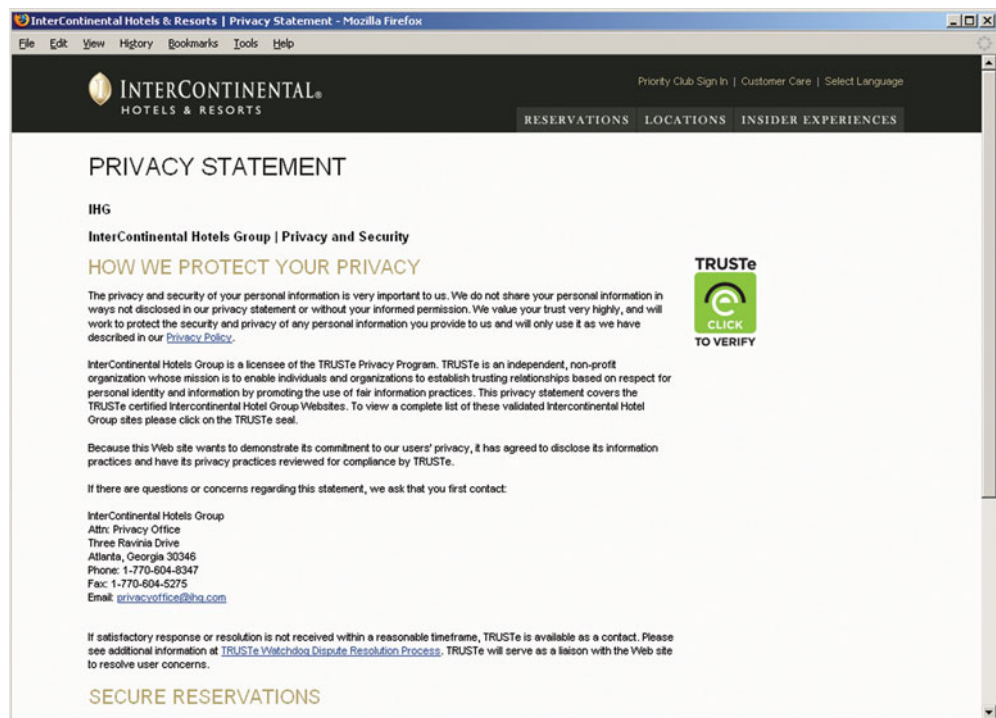 InterContinental Hotels & Resorts | Privacy Statement - Mozilla Firefox
File Edit View History Bookmarks Tools Help
INTERCONTINENTAL®
HOTELS & RESORTS
Priority Club Sign In | Customer Care | Select Language
RESERVATIONS LOCATIONS INSIDER EXPERIENCES
PRIVACY STATEMENT
IHG
InterContinental Hotels Group | Privacy and Security
HOW WE PROTECT YOUR PRIVACY
The privacy and security of your personal information is very important to us. We do not share your personal information in
ways not disclosed in our privacy statement or without your informed permission. We value your trust very highly, and will
work to protect the security and privacy of any personal information you provide to us and will only use it as we have
described in our Privacy Policy.
TRUSTe
e
CLICK
TO VERIFY
InterContinental Hotels Group is a licensee of the TRUSTe Privacy Program. TRUSTe is an independent, non-profit
organization whose mission is to enable individuals and organizations to establish trusting relationships based on respect for
personal identity and information by promoting the use of fair information practices. This privacy statement covers the
TRUSTe certified Intercontinental Hotel Group Websites. To view a complete list of these validated Intercontinental Hotel
Group sites please click on the TRUSTe seal.
Because this Web site wants to demonstrate its commitment to our users' privacy, it has agreed to disclose its information
practices and have its privacy practices reviewed for compliance by TRUSTe.
If there are questions or concerns regarding this statement, we ask that you first contact:
InterContinental Hotels Group
Attn: Privacy Office
Three Ravinia Drive
Atlanta, Georgia 30346
Phone: 1-770-604-8347
Fax: 1-770-604-5275
Email: privacyoffice@ihg.com
If satisfactory response or resolution is not received within a reasonable timeframe, TRUSTe is available as a contact. Please
see additional information at TRUSTe Watchdog Dispute Resolution Process. TRUSTe will serve as a liaison with the Web site
to resolve user concerns.
SECURE RESERVATIONS